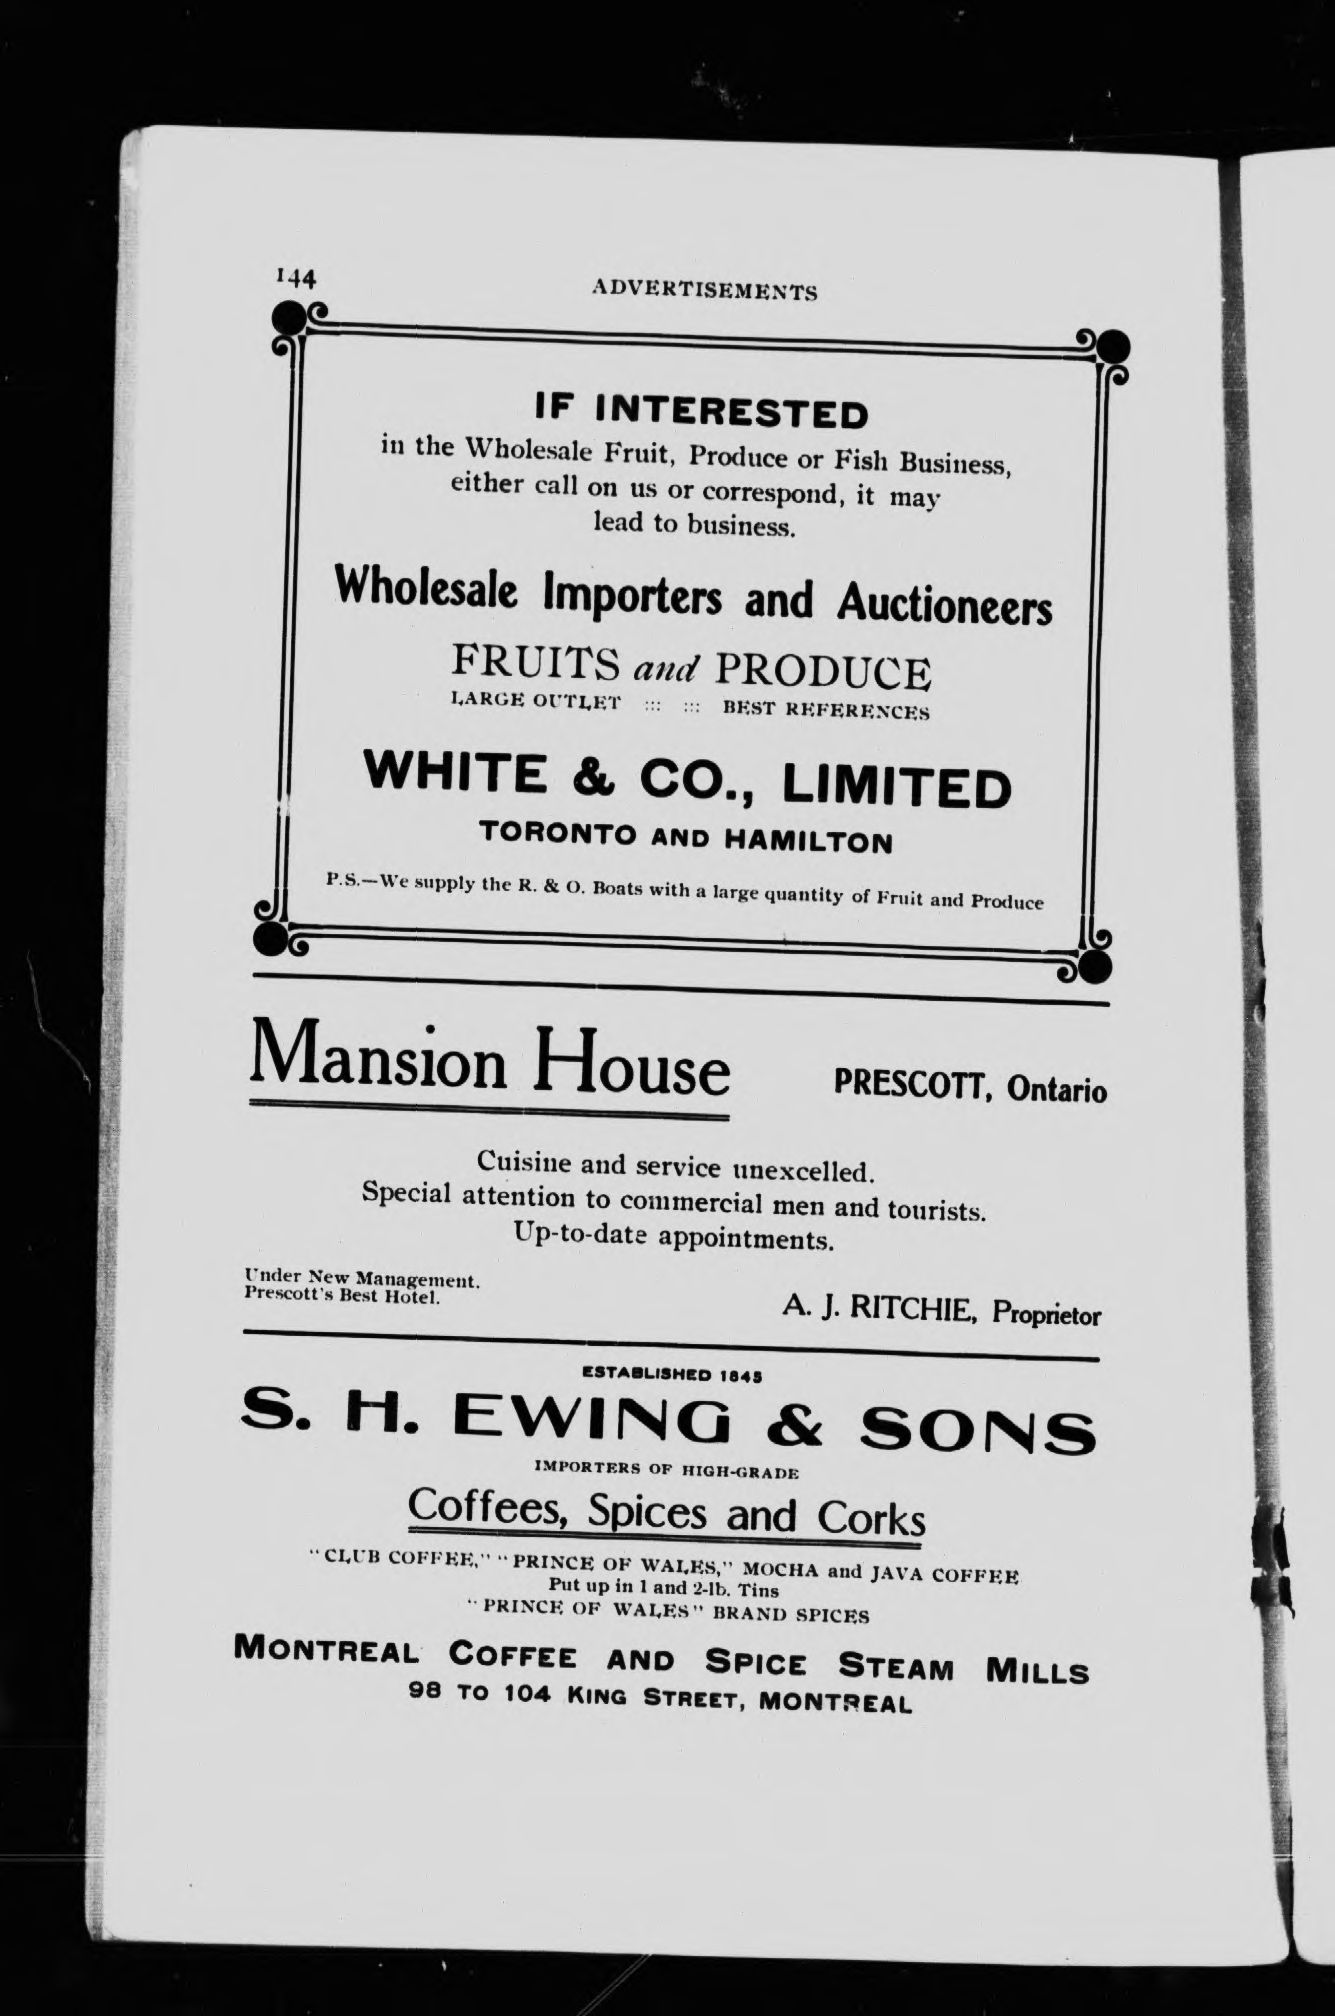 144
ADVERTISEMENTS
IF INTERESTED
in the Wholesale Fruit, Produce or Fish Business,
either call on us or correspond, it may
lead to business.
Wholesale Importers and Auctioneers
FRUITS and PRODUCE
LARGE OUTLET ::: ::: BEST REFERENCES
WHITE & CO., LIMITED
TORONTO AND HAMILTON
P.S.—We supply the R. & O. Boats with a large quantity of Fruit and Produce
Mansion House PRESCOTT, Ontario
Cuisine and service unexcelled.
Special attention to commercial men and tourists.
Up-to-date appointments.
Under New Management.
Prescott's Best Hotel.
A. J. RITCHIE, Proprietor
ESTABLISHED 1845
S. H. EWING & SONS
IMPORTERS OF HIGH-GRADE
Coffees, Spices and Corks
"CLUB COFFEE," "PRINCE OF WALES," MOCHA and JAVA COFFEE
Put up in 1 and 2-lb. Tins
"PRINCE OF WALES" BRAND SPICES
MONTREAL COFFEE AND SPICE STEAM MILLS
98 TO 104 KING STREET, MONTREAL